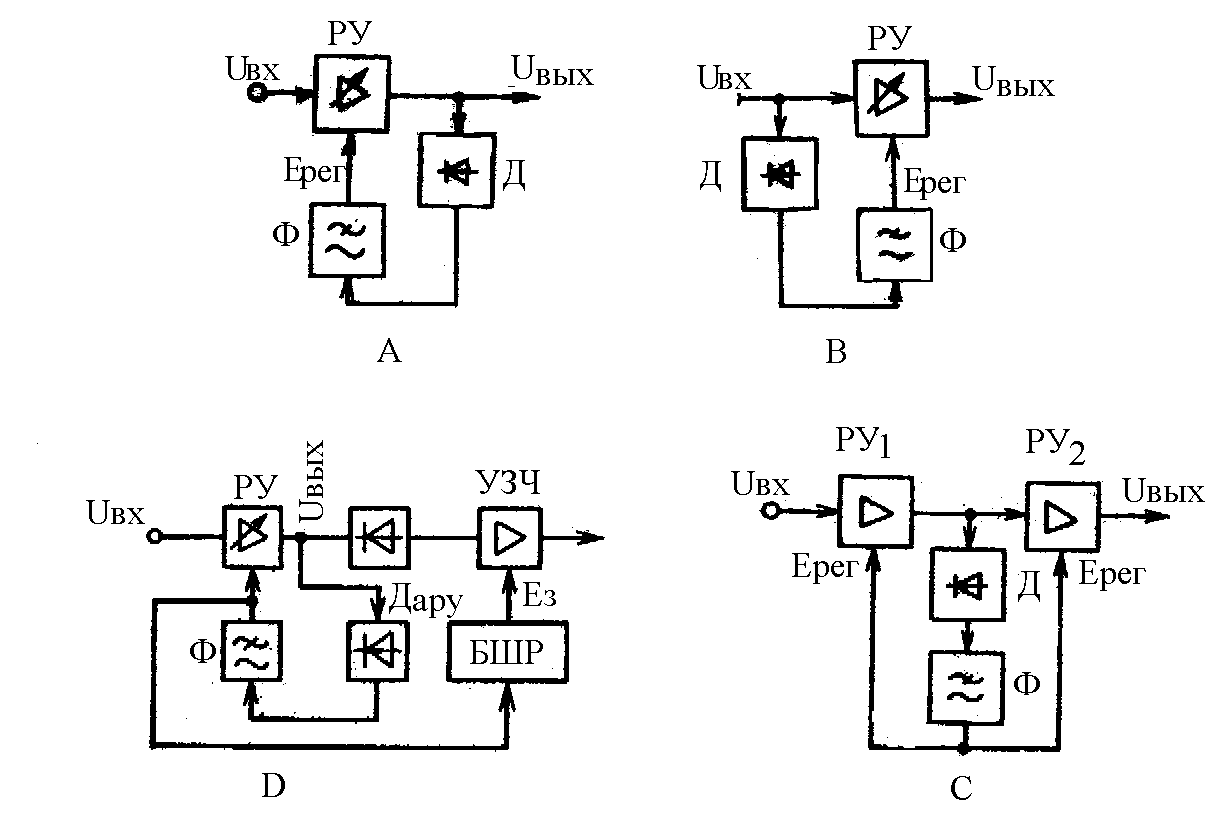 РУ
Uвх
Uвых
Ерег
Д
Ф
А
РУ
Uвх
Uвых
Д
Ерег
Ф
В
РУ
Uвых
УЗЧ
Uвх
Дару
Ез
Ф
БШР
D
РУ1
РУ2
Uвх
Uвых
Ерег
Д
Ерег
Ф
С